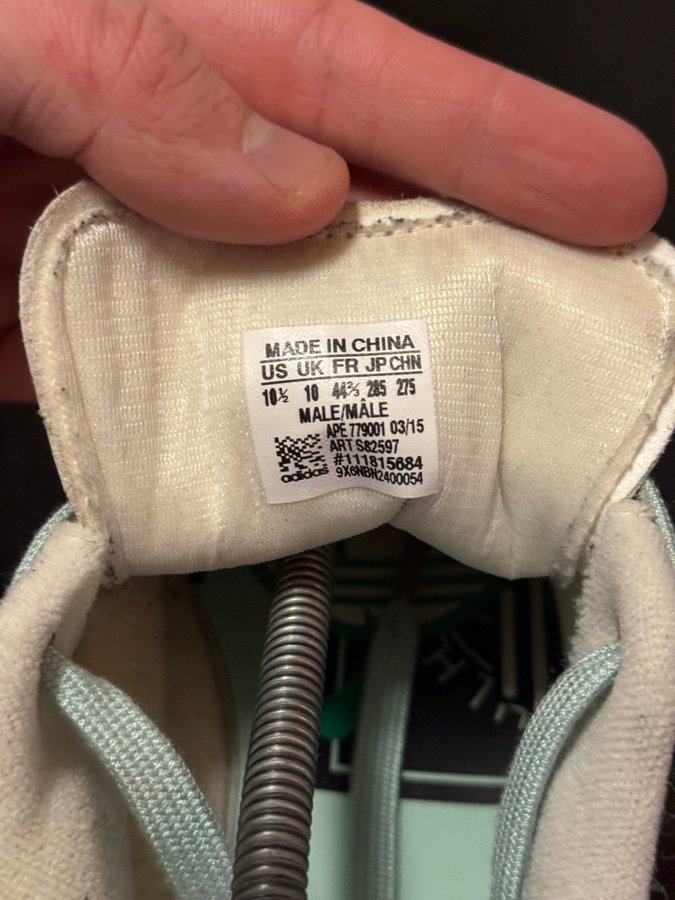 MADE IN CHINA
US UK FR JP CHN
10½ 10 44⅔ 285 275
MALE/MÂLE
APE 779001 03/15
ART S82597
#111815684
9X6NBN2400054
adidas